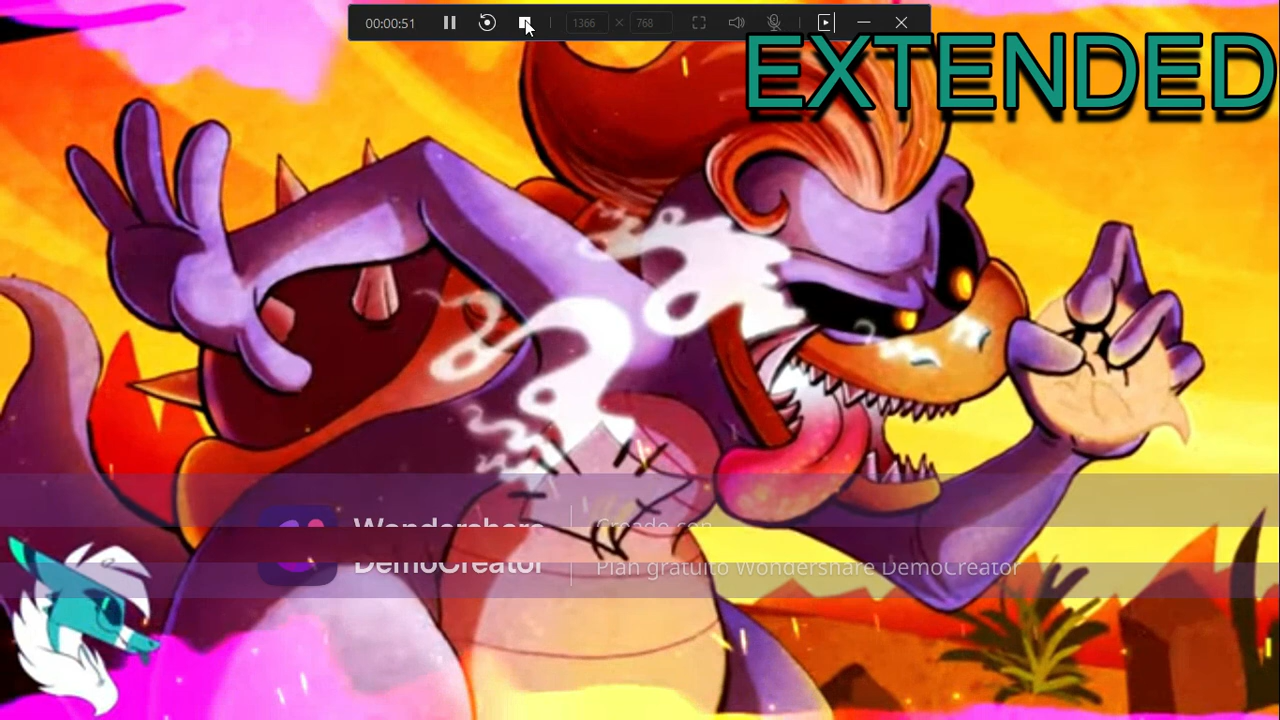 00:00:51
1366 × 768
EXTENDED
Wondershare
DemoCreator
Creado con
Plan gratuito Wondershare DemoCreator